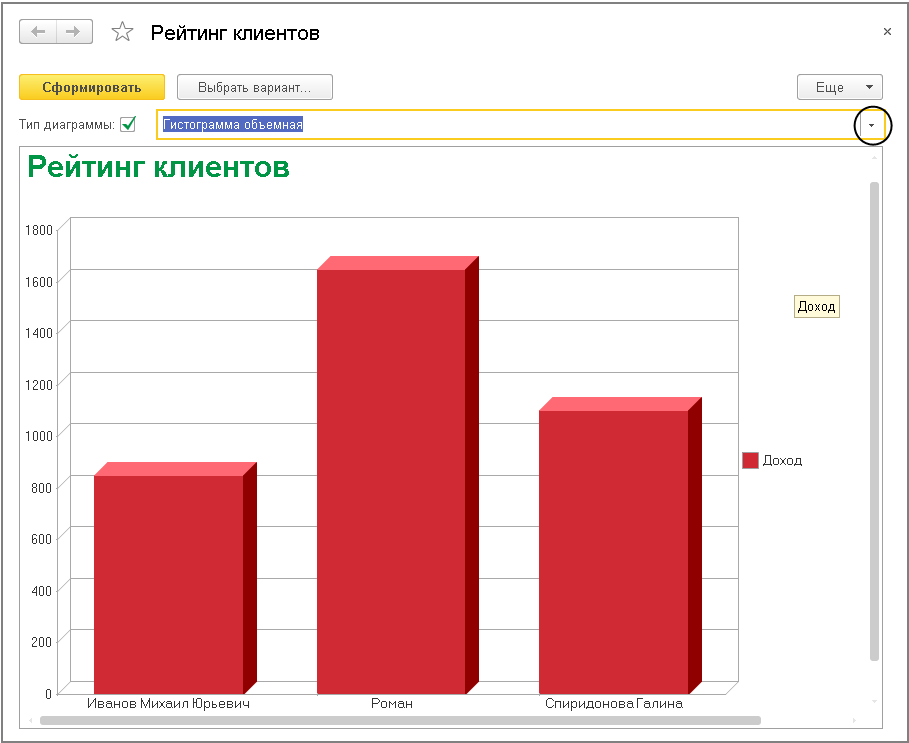 Рейтинг клиентов
Сформировать
Выбрать вариант...
Еще
Тип диаграммы:
Гистограмма объемная
Рейтинг клиентов
1800
1600
1400
1200
1000
800
600
400
200
0
Доход
Доход
Иванов Михаил Юрьевич
Роман
Спиридонова Галина